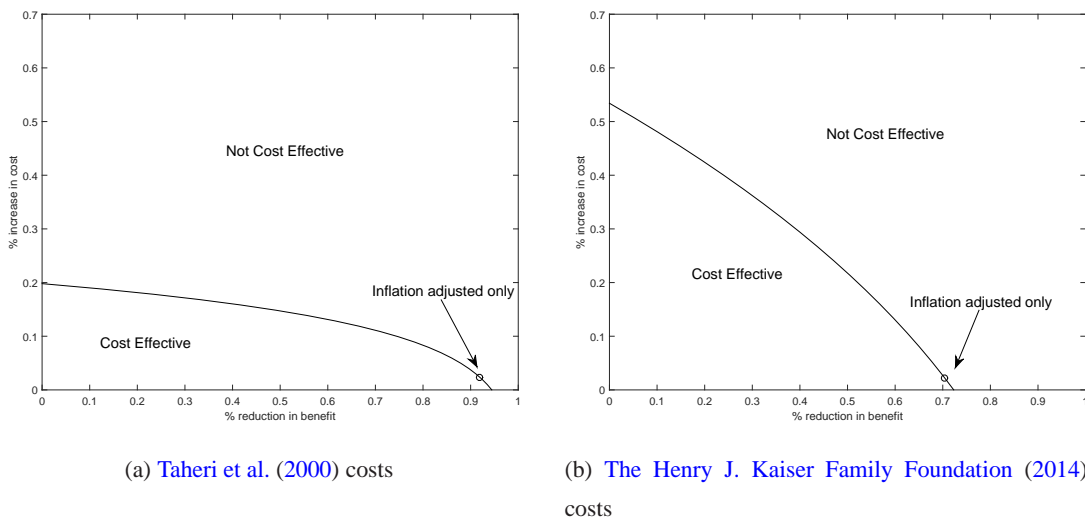 0.7
0.6
0.5
0.4
0.3
0.2
0.1
0
% increase in cost
Not Cost Effective
Inflation adjusted only
Cost Effective
0 0.1 0.2 0.3 0.4 0.5 0.6 0.7 0.8 0.9 1
% reduction in benefit
(a) Taheri et al. (2000) costs
0.7
0.6
0.5
0.4
0.3
0.2
0.1
0
% increase in cost
Not Cost Effective
Cost Effective
Inflation adjusted only
0 0.1 0.2 0.3 0.4 0.5 0.6 0.7 0.8 0.9 1
% reduction in benefit
(b) The Henry J. Kaiser Family Foundation (2014)
costs